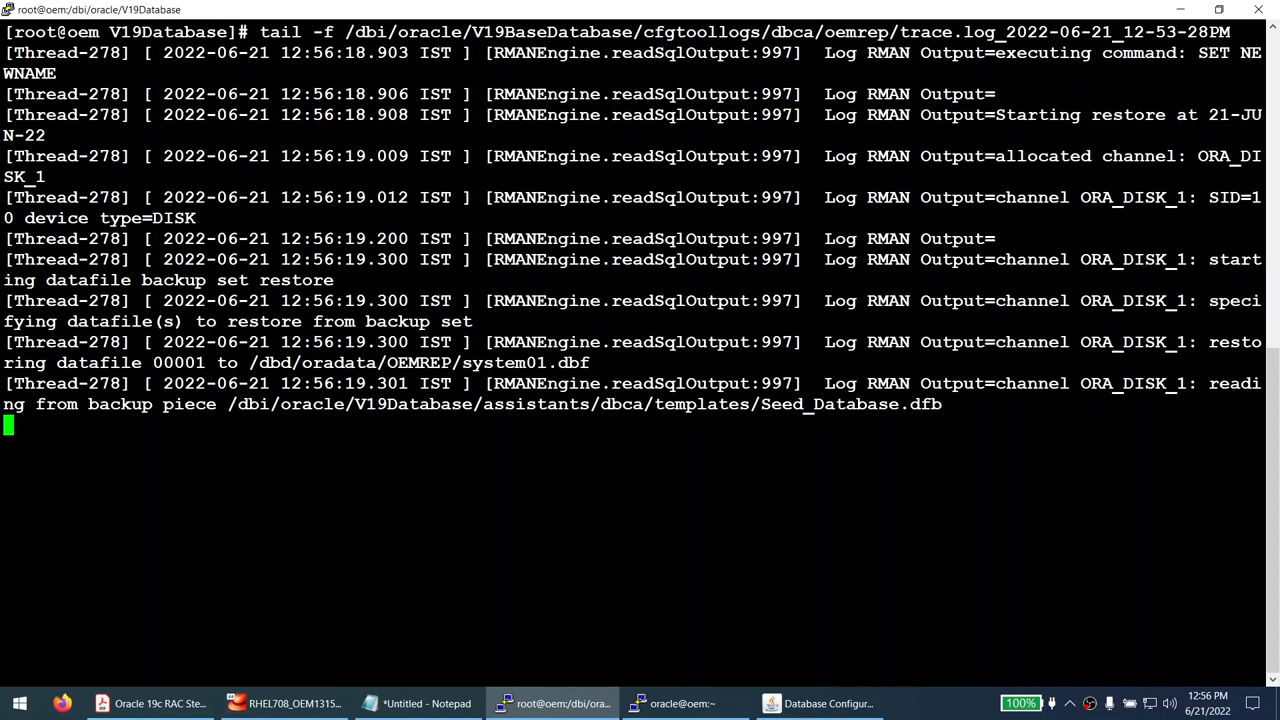 root@oem:/dbi/oracle/V19Database
[root@oem V19Database]# tail -f /dbi/oracle/V19BaseDatabase/cfgtoollogs/dbca/oemrep/trace.log_2022-06-21_12-53-28PM
[Thread-278] [ 2022-06-21 12:56:18.903 IST ] [RMANEngine.readSqlOutput:997]  Log RMAN Output=executing command: SET NE
WNAME
[Thread-278] [ 2022-06-21 12:56:18.906 IST ] [RMANEngine.readSqlOutput:997]  Log RMAN Output=
[Thread-278] [ 2022-06-21 12:56:18.908 IST ] [RMANEngine.readSqlOutput:997]  Log RMAN Output=Starting restore at 21-JU
N-22
[Thread-278] [ 2022-06-21 12:56:19.009 IST ] [RMANEngine.readSqlOutput:997]  Log RMAN Output=allocated channel: ORA_DI
SK_1
[Thread-278] [ 2022-06-21 12:56:19.012 IST ] [RMANEngine.readSqlOutput:997]  Log RMAN Output=channel ORA_DISK_1: SID=1
0 device type=DISK
[Thread-278] [ 2022-06-21 12:56:19.200 IST ] [RMANEngine.readSqlOutput:997]  Log RMAN Output=
[Thread-278] [ 2022-06-21 12:56:19.300 IST ] [RMANEngine.readSqlOutput:997]  Log RMAN Output=channel ORA_DISK_1: start
ing datafile backup set restore
[Thread-278] [ 2022-06-21 12:56:19.300 IST ] [RMANEngine.readSqlOutput:997]  Log RMAN Output=channel ORA_DISK_1: speci
fying datafile(s) to restore from backup set
[Thread-278] [ 2022-06-21 12:56:19.300 IST ] [RMANEngine.readSqlOutput:997]  Log RMAN Output=channel ORA_DISK_1: resto
ring datafile 00001 to /dbd/oradata/OEMREP/system01.dbf
[Thread-278] [ 2022-06-21 12:56:19.301 IST ] [RMANEngine.readSqlOutput:997]  Log RMAN Output=channel ORA_DISK_1: readi
ng from backup piece /dbi/oracle/V19Database/assistants/dbca/templates/Seed_Database.dfb
Oracle 19c RAC Ste...
RHEL708_OEM131S...
*Untitled - Notepad
root@oem:/dbi/ora...
oracle@oem:~
Database Configur...
100%
12:56 PM
6/21/2022